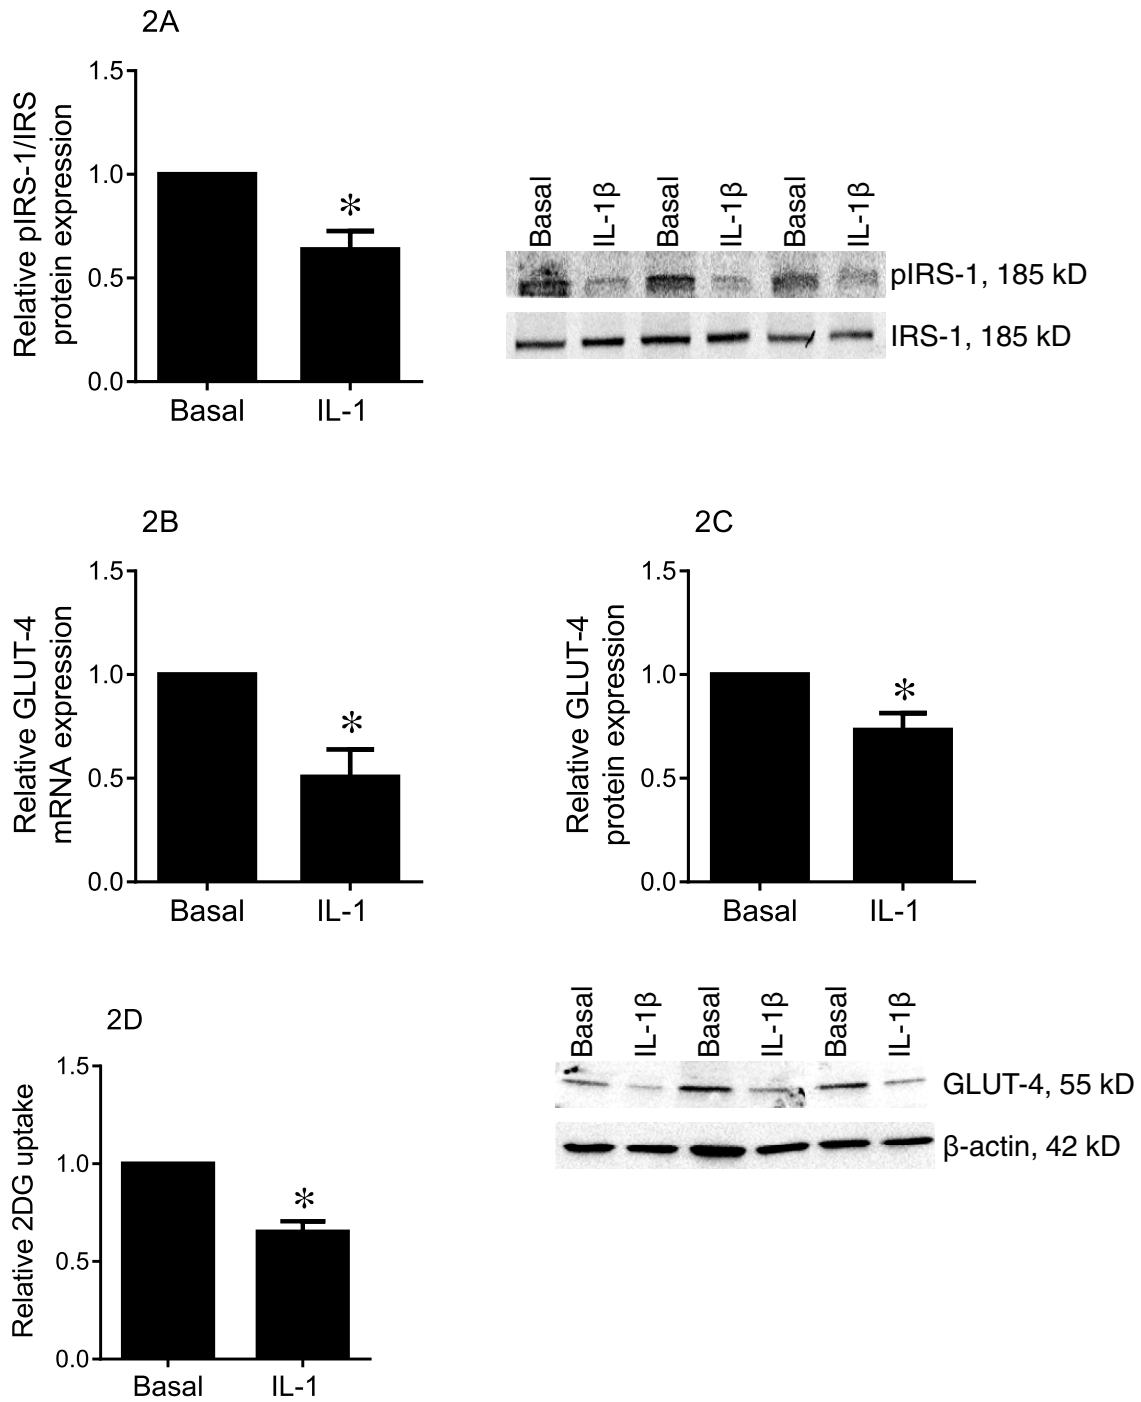 2A
Relative pIRS-1/IRS
protein expression
1.5
1.0
0.5
0.0
*
Basal
IL-1
Basal
IL-1β
Basal
IL-1β
Basal
IL-1β
pIRS-1, 185 kD
IRS-1, 185 kD
2B
Relative GLUT-4
mRNA expression
1.5
1.0
0.5
0.0
*
Basal
IL-1
2C
Relative GLUT-4
protein expression
1.5
1.0
0.5
0.0
*
Basal
IL-1
Basal
IL-1β
Basal
IL-1β
Basal
IL-1β
GLUT-4, 55 kD
β-actin, 42 kD
2D
Relative 2DG uptake
1.5
1.0
0.5
0.0
*
Basal
IL-1